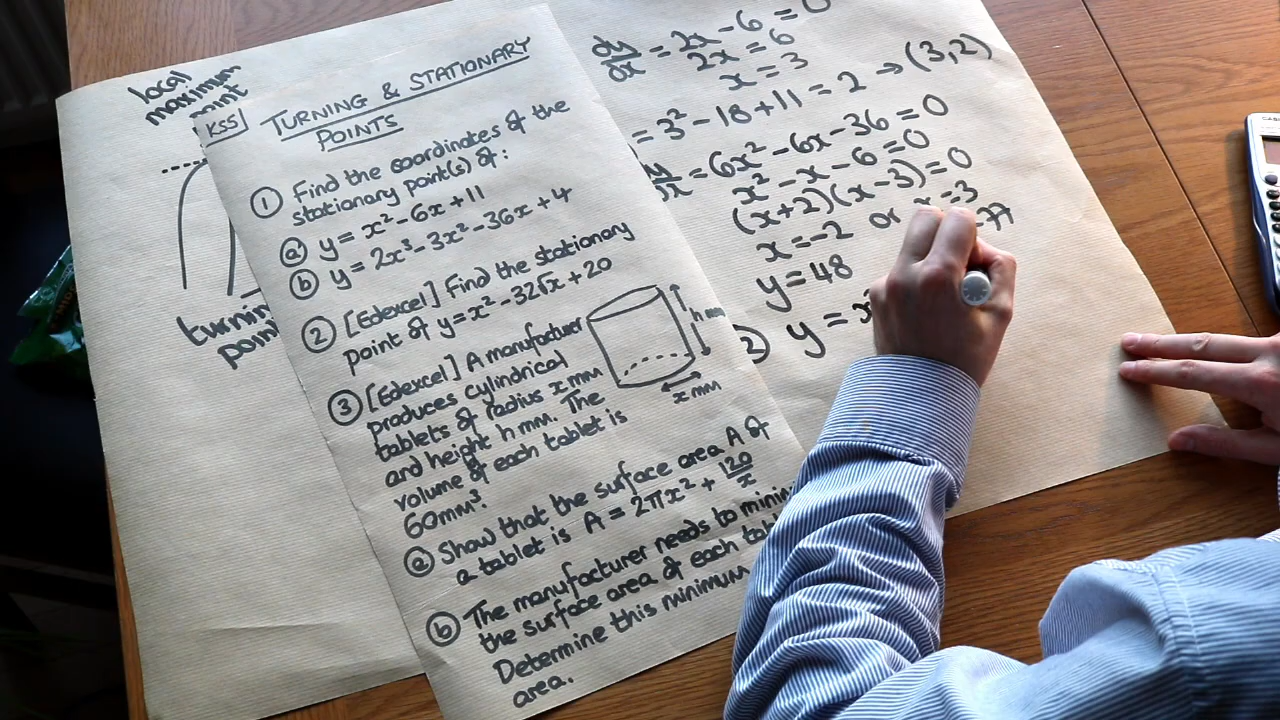 local
maximum
point
turning
point
KS5
TURNING & STATIONARY
POINTS
① Find the coordinates of the
stationary point(s) of:
ⓐ y = x² - 6x + 11
ⓑ y = 2x³ - 3x² - 36x + 4
② [Edexcel] Find the stationary
point of y = x² - 32√x + 20
③ [Edexcel] A manufacturer
produces cylindrical
tablets of radius x mm
and height h mm. The
volume of each tablet is
60mm³.
h mm
x mm
ⓐ Show that the surface area A of
a tablet is A = 2πx² + 120/x
ⓑ The manufacturer needs to
the surface area of each
Determine this minimum
area.
dy/dx = 2x - 6 = 0
2x = 6
x = 3
= 3² - 18 + 11 = 2 → (3,2)
= 6x² - 6x - 36 = 0
x² - x - 6 = 0
(x+2)(x-3) = 0
x = -2 or = 3
y = 48 = -77
2) y = x
CASIO